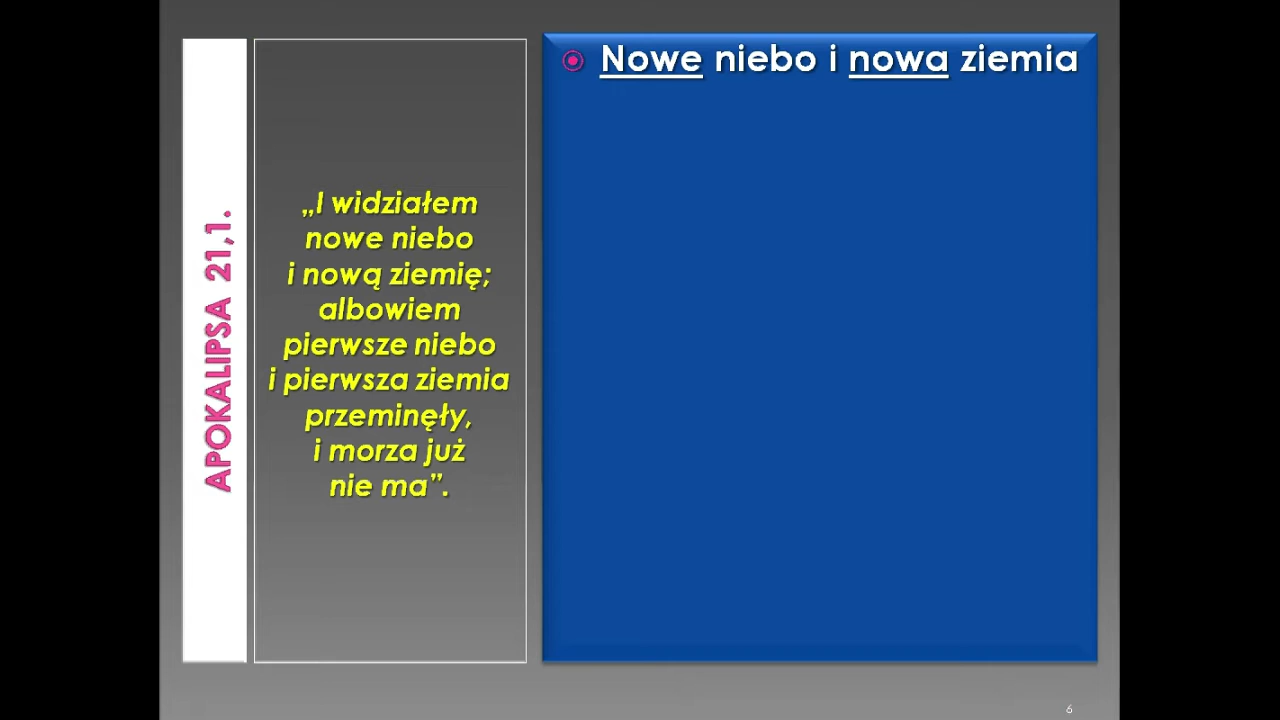 APOKALIPSA 21,1.
„I widziałem
nowe niebo
i nową ziemię;
albowiem
pierwsze niebo
i pierwsza ziemia
przeminęły,
i morza już
nie ma”.
Nowe niebo i nowa ziemia
6